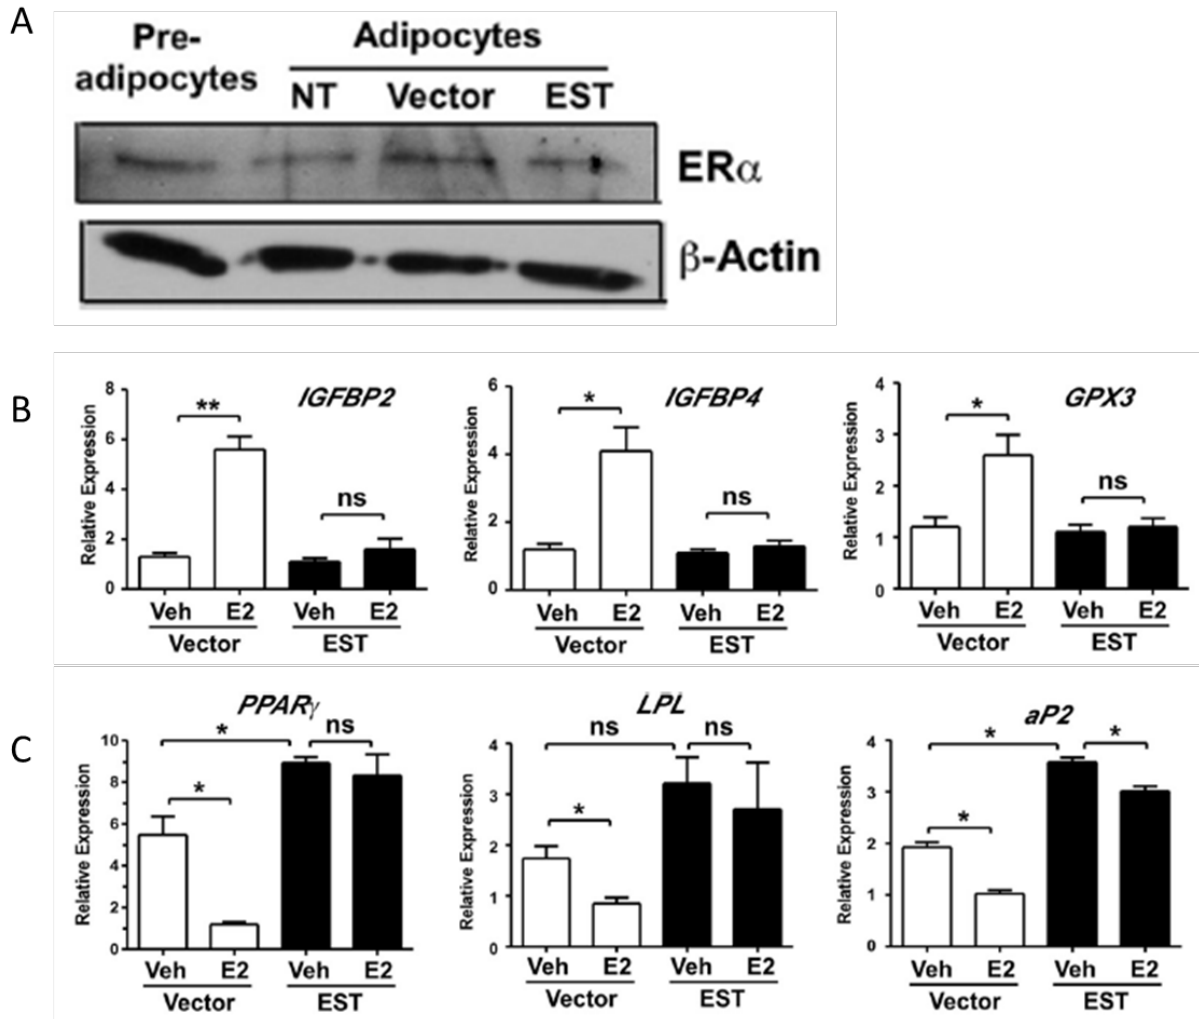 A
Pre-
adipocytes
Adipocytes
NT Vector EST
ERα
β-Actin
B
IGFBP2
Relative Expression
8
6
4
2
0
**
ns
Veh E2 Veh E2
Vector EST
IGFBP4
Relative Expression
6
4
2
0
*
ns
Veh E2 Veh E2
Vector EST
GPX3
Relative Expression
4
3
2
1
0
*
ns
Veh E2 Veh E2
Vector EST
C
PPARγ
Relative Expression
10
8
6
4
2
0
*
*
ns
Veh E2 Veh E2
Vector EST
LPL
Relative Expression
4
3
2
1
0
ns
*
ns
Veh E2 Veh E2
Vector EST
aP2
Relative Expression
4
3
2
1
0
*
*
*
Veh E2 Veh E2
Vector EST